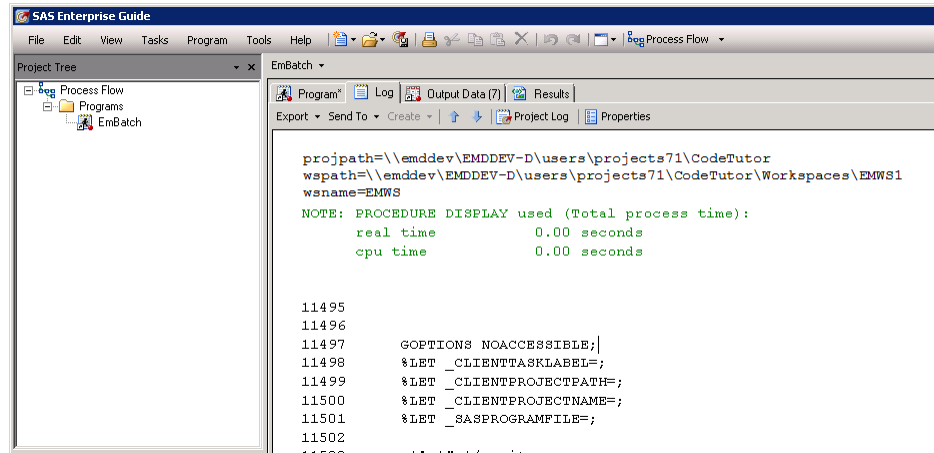 SAS Enterprise Guide
File Edit View Tasks Program Tools Help Process Flow
Project Tree
EmBatch
Process Flow
Programs
EmBatch
Program* Log Output Data (7) Results
Export Send To Create Project Log Properties
projpath=\\emddev\EMDDEV-D\users\projects71\CodeTutor
wspath=\\emddev\EMDDEV-D\users\projects71\CodeTutor\Workspaces\EMWS1
wsname=EMWS
NOTE: PROCEDURE DISPLAY used (Total process time):
real time 0.00 seconds
cpu time 0.00 seconds
11495
11496
11497 GOPTIONS NOACCESSIBLE;
11498 %LET _CLIENTTASKLABEL=;
11499 %LET _CLIENTPROJECTPATH=;
11500 %LET _CLIENTPROJECTNAME=;
11501 %LET _SASPROGRAMFILE=;
11502